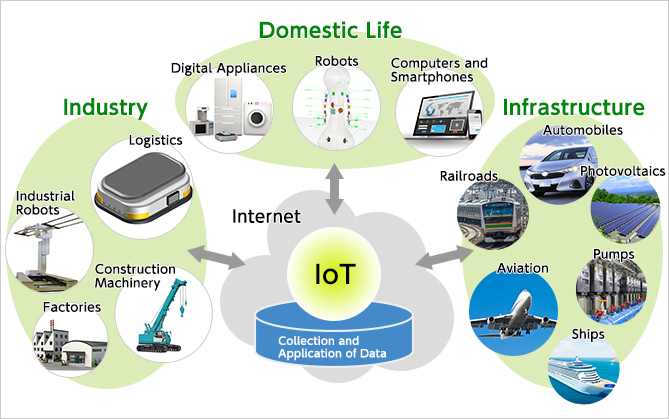 Domestic Life
Digital Appliances
Robots
Computers and
Smartphones
Industry
Logistics
Industrial
Robots
Construction
Machinery
Factories
Infrastructure
Automobiles
Railroads
Photovoltaics
Pumps
Aviation
Ships
Internet
IoT
Collection and
Application of Data